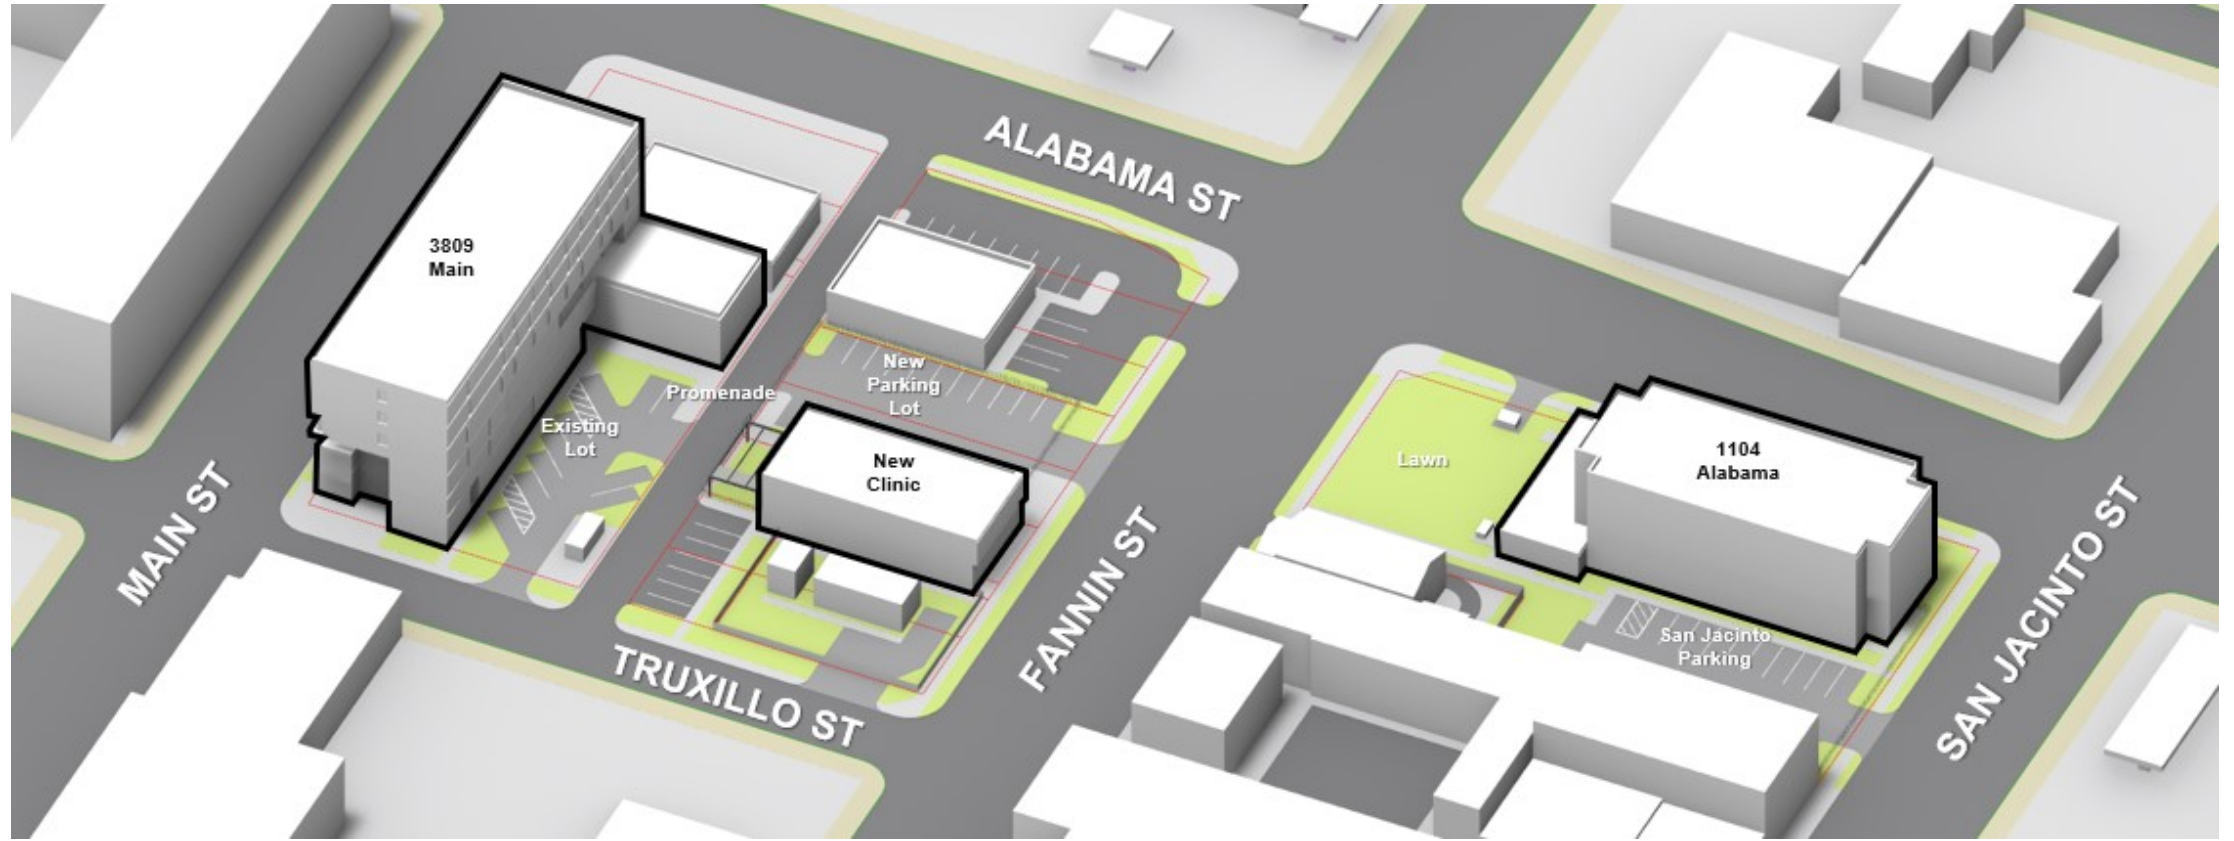 ALABAMA ST
3809
Main
New
Parking
Lot
Promenade
Existing
Lot
New
Clinic
Lawn
1104
Alabama
MAIN ST
FANNIN ST
SAN JACINTO ST
San Jacinto
Parking
TRUXILLO ST